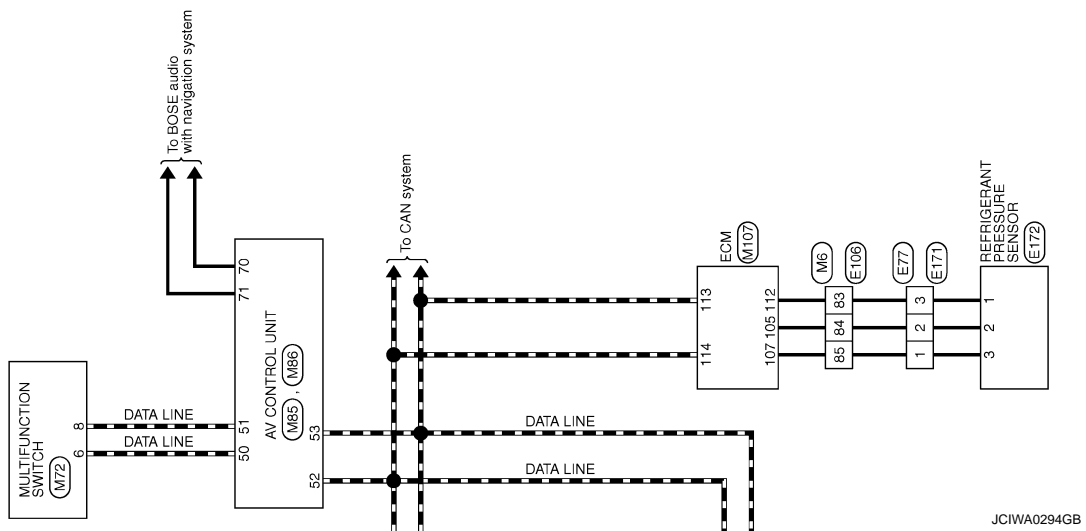 To BOSE audio
with navigation system
To CAN system
MULTIFUNCTION
SWITCH
M72
8
6
DATA LINE
DATA LINE
51
50
70
71
AV CONTROL UNIT
M85 , M86
53
52
DATA LINE
DATA LINE
ECM
M107
113
114
112
105
107
M6
E106
83
84
85
E77
E171
3
2
1
REFRIGERANT
PRESSURE
SENSOR
E172
1
2
3
JCIWA0294GB